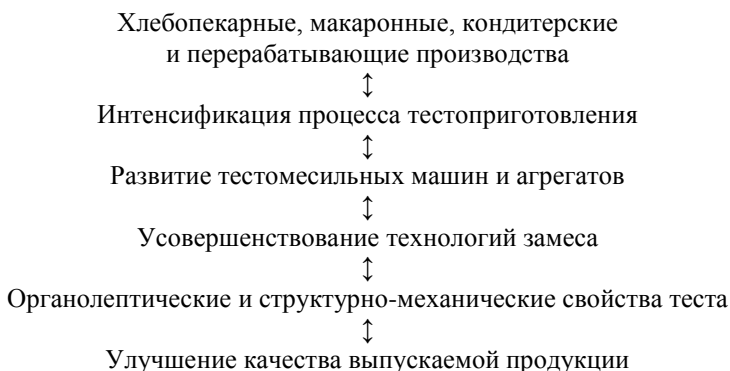 Хлебопекарные, макаронные, кондитерские
и перерабатывающие производства
↕
Интенсификация процесса тестоприготовления
↕
Развитие тестомесильных машин и агрегатов
↕
Усовершенствование технологий замеса
↕
Органолептические и структурно-механические свойства теста
↕
Улучшение качества выпускаемой продукции